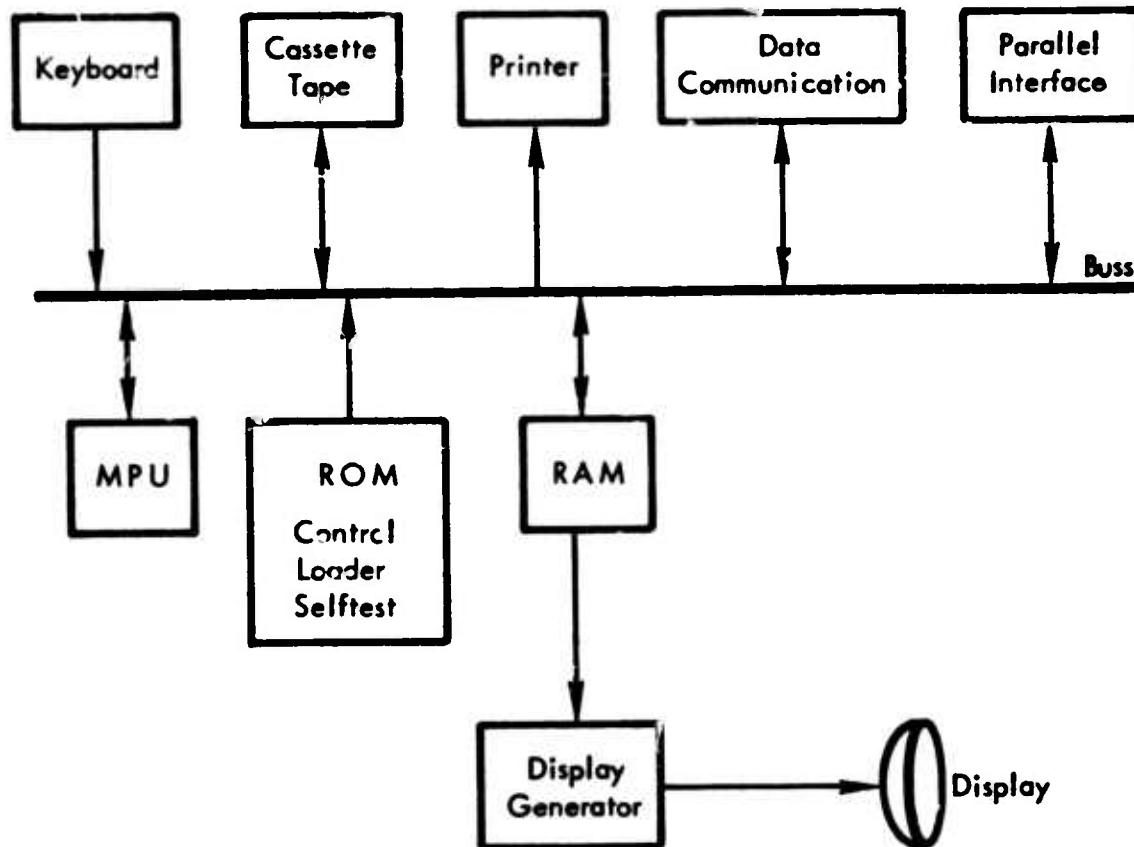 Keyboard
Cassette
Tape
Printer
Data
Communication
Parallel
Interface
Buss
MPU
ROM
Control
Loader
Selftest
RAM
Display
Generator
Display